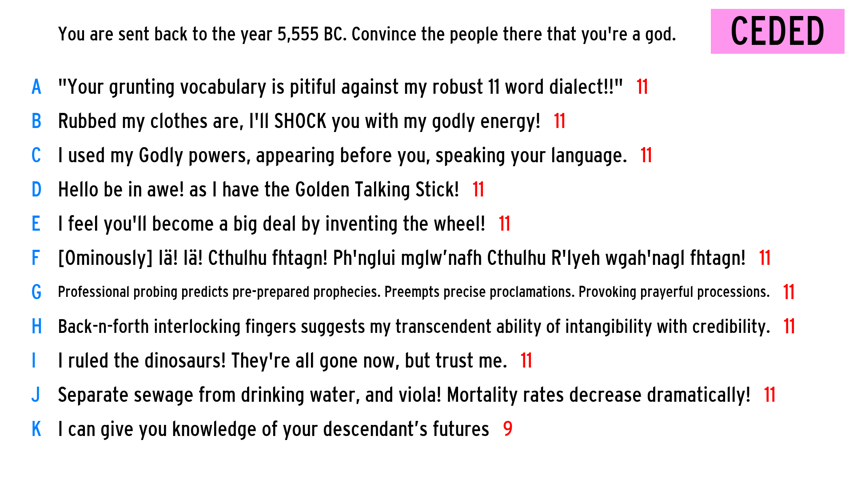 You are sent back to the year 5,555 BC. Convince the people there that you're a god.
CEDED
A "Your grunting vocabulary is pitiful against my robust 11 word dialect!!" 11
B Rubbed my clothes are, I'll SHOCK you with my godly energy! 11
C I used my Godly powers, appearing before you, speaking your language. 11
D Hello be in awe! as I have the Golden Talking Stick! 11
E I feel you'll become a big deal by inventing the wheel! 11
F [Ominously] Iä! Iä! Cthulhu fhtagn! Ph'nglui mglw’nafh Cthulhu R'lyeh wgah'nagl fhtagn! 11
G Professional probing predicts pre-prepared prophecies. Preempts precise proclamations. Provoking prayerful processions. 11
H Back-n-forth interlocking fingers suggests my transcendent ability of intangibility with credibility. 11
I I ruled the dinosaurs! They're all gone now, but trust me. 11
J Separate sewage from drinking water, and viola! Mortality rates decrease dramatically! 11
K I can give you knowledge of your descendant’s futures 9